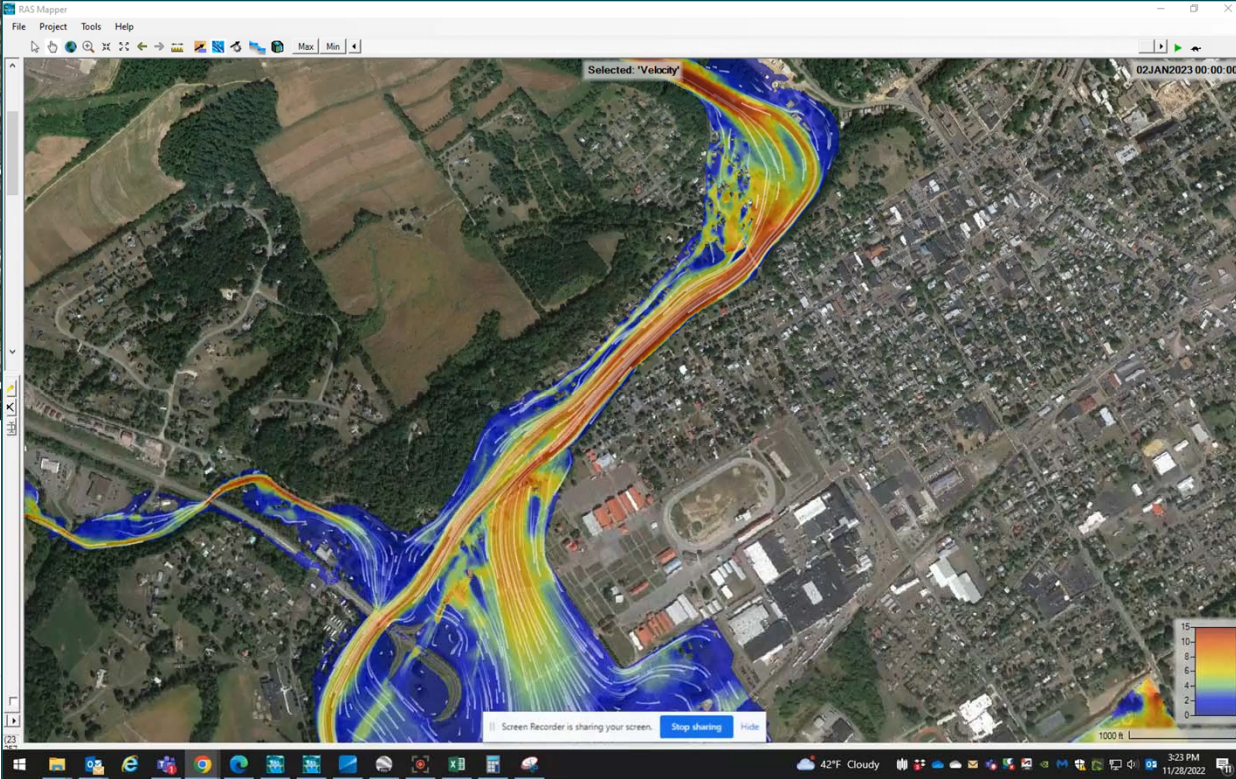 RAS Mapper
File Project Tools Help
Max Min
Selected: 'Velocity'
02JAN2023 00:00:00
15
10
8
6
4
2
0
1000 ft
(23
Screen Recorder is sharing your screen. Stop sharing Hide
42°F Cloudy
3:23 PM
11/28/2022